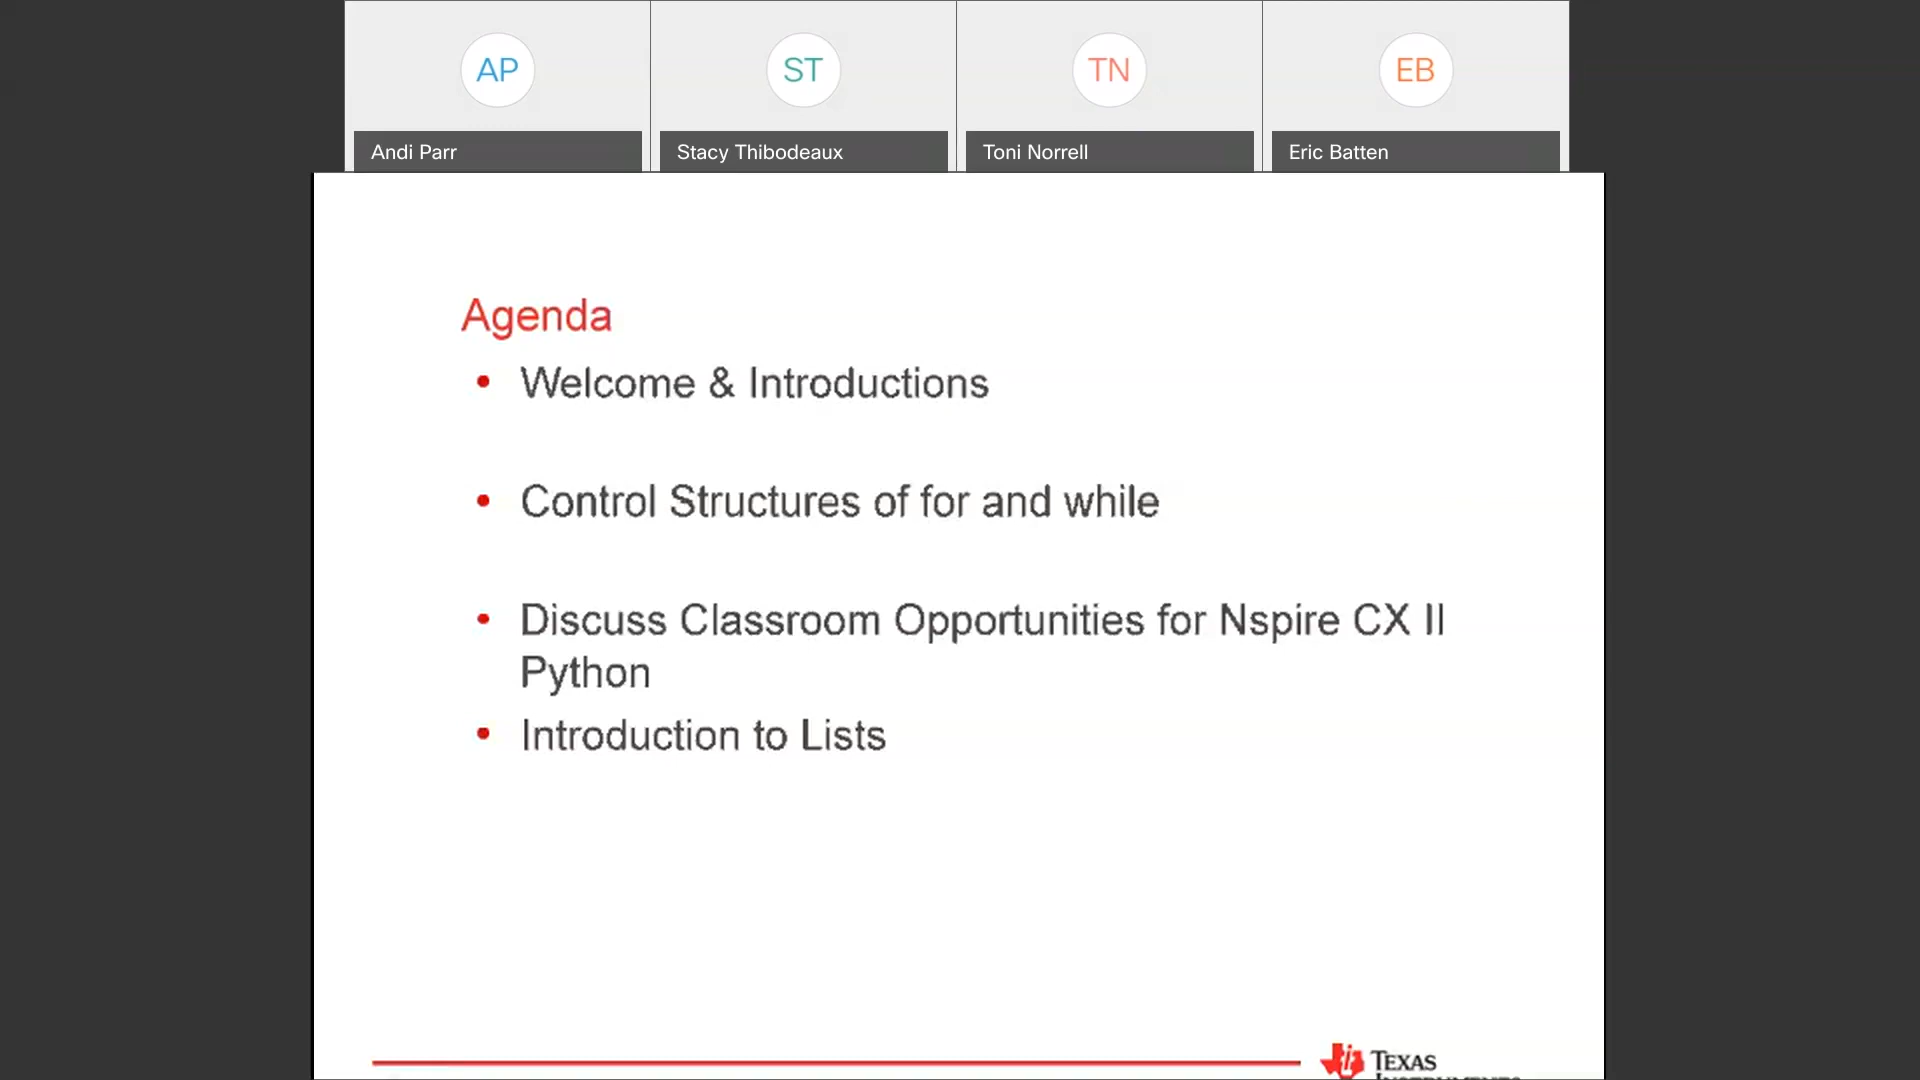 AP
ST
TN
EB
Andi Parr
Stacy Thibodeaux
Toni Norrell
Eric Batten
Agenda
• Welcome & Introductions
• Control Structures of for and while
• Discuss Classroom Opportunities for Nspire CX II
Python
• Introduction to Lists
TEXAS
INSTRUMENTS